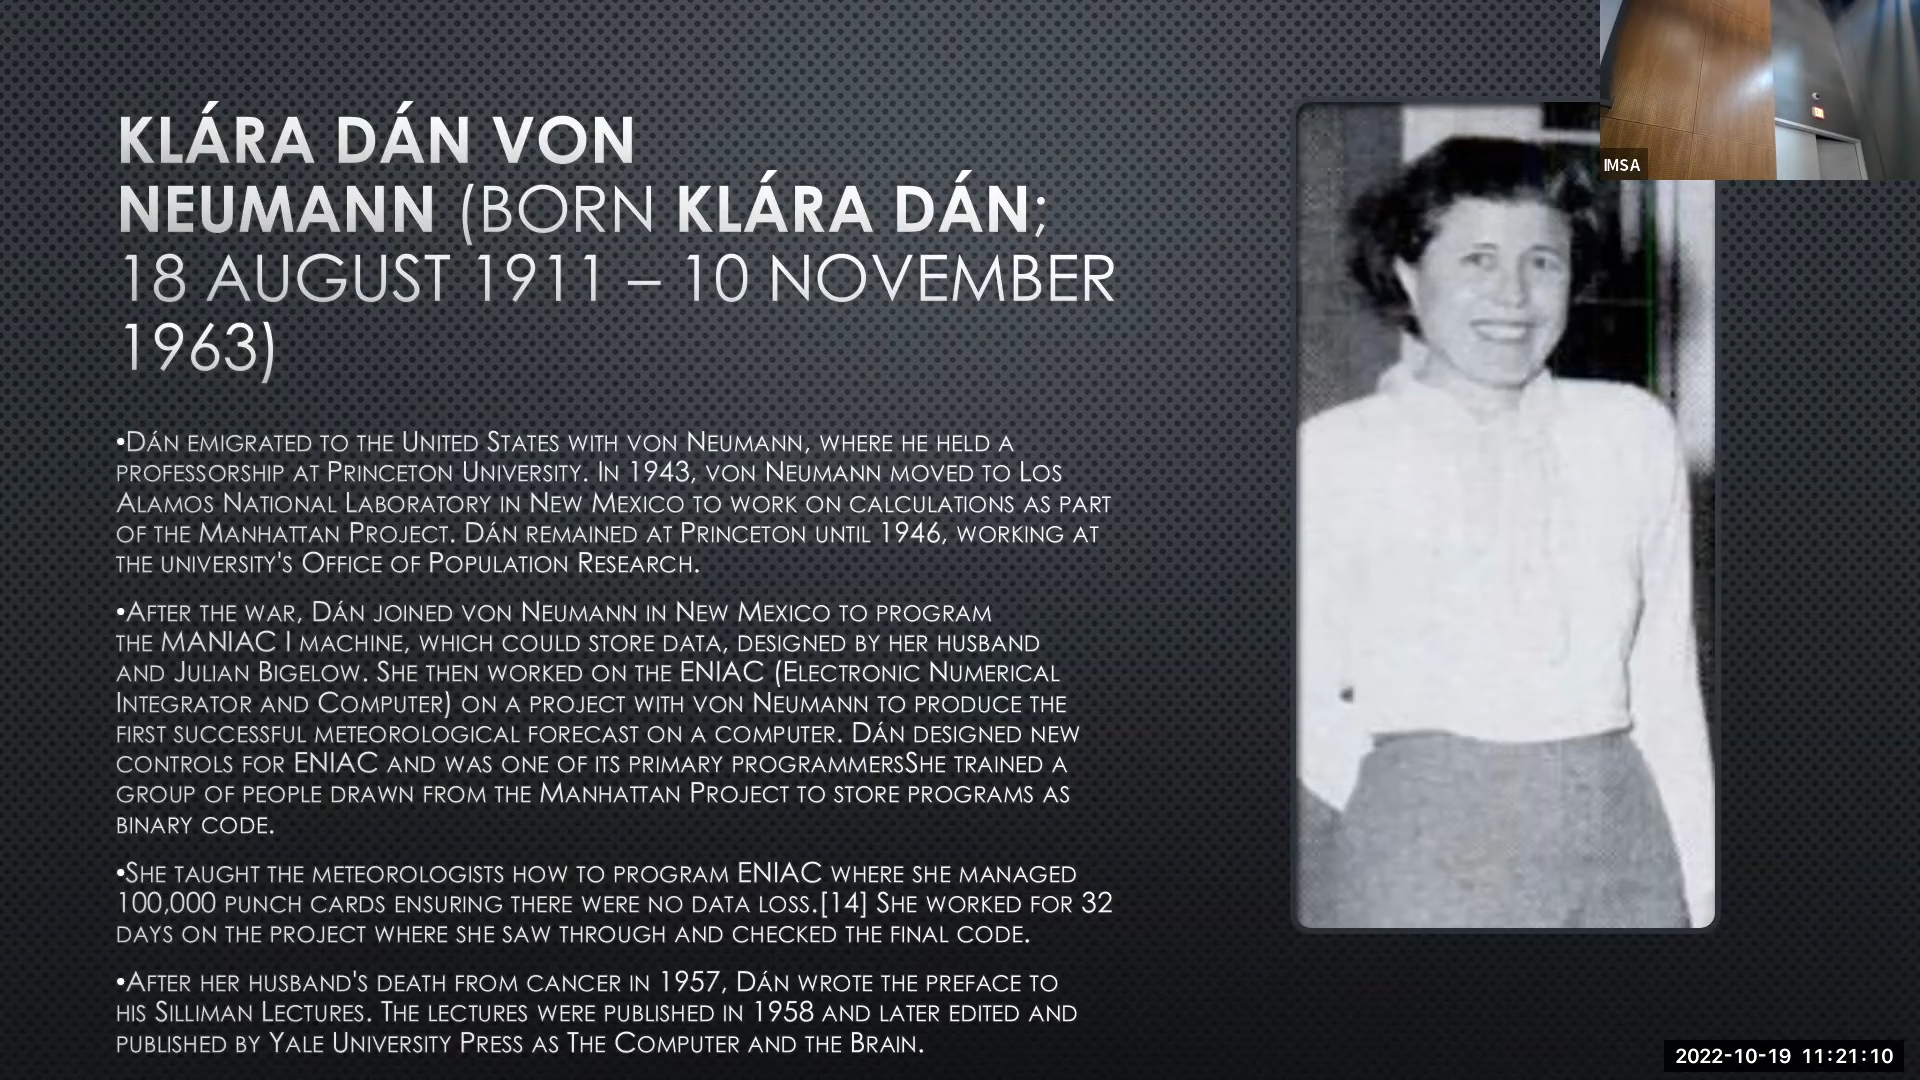 KLÁRA DÁN VON
NEUMANN (BORN KLÁRA DÁN;
18 AUGUST 1911 – 10 NOVEMBER
1963)
•DÁN EMIGRATED TO THE UNITED STATES WITH VON NEUMANN, WHERE HE HELD A
PROFESSORSHIP AT PRINCETON UNIVERSITY. IN 1943, VON NEUMANN MOVED TO LOS
ALAMOS NATIONAL LABORATORY IN NEW MEXICO TO WORK ON CALCULATIONS AS PART
OF THE MANHATTAN PROJECT. DÁN REMAINED AT PRINCETON UNTIL 1946, WORKING AT
THE UNIVERSITY'S OFFICE OF POPULATION RESEARCH.
•AFTER THE WAR, DÁN JOINED VON NEUMANN IN NEW MEXICO TO PROGRAM
THE MANIAC I MACHINE, WHICH COULD STORE DATA, DESIGNED BY HER HUSBAND
AND JULIAN BIGELOW. SHE THEN WORKED ON THE ENIAC (ELECTRONIC NUMERICAL
INTEGRATOR AND COMPUTER) ON A PROJECT WITH VON NEUMANN TO PRODUCE THE
FIRST SUCCESSFUL METEOROLOGICAL FORECAST ON A COMPUTER. DÁN DESIGNED NEW
CONTROLS FOR ENIAC AND WAS ONE OF ITS PRIMARY PROGRAMMERSSHE TRAINED A
GROUP OF PEOPLE DRAWN FROM THE MANHATTAN PROJECT TO STORE PROGRAMS AS
BINARY CODE.
•SHE TAUGHT THE METEOROLOGISTS HOW TO PROGRAM ENIAC WHERE SHE MANAGED
100,000 PUNCH CARDS ENSURING THERE WERE NO DATA LOSS.[14] SHE WORKED FOR 32
DAYS ON THE PROJECT WHERE SHE SAW THROUGH AND CHECKED THE FINAL CODE.
•AFTER HER HUSBAND'S DEATH FROM CANCER IN 1957, DÁN WROTE THE PREFACE TO
HIS SILLIMAN LECTURES. THE LECTURES WERE PUBLISHED IN 1958 AND LATER EDITED AND
PUBLISHED BY YALE UNIVERSITY PRESS AS THE COMPUTER AND THE BRAIN.
IMSA
2022-10-19 11:21:10